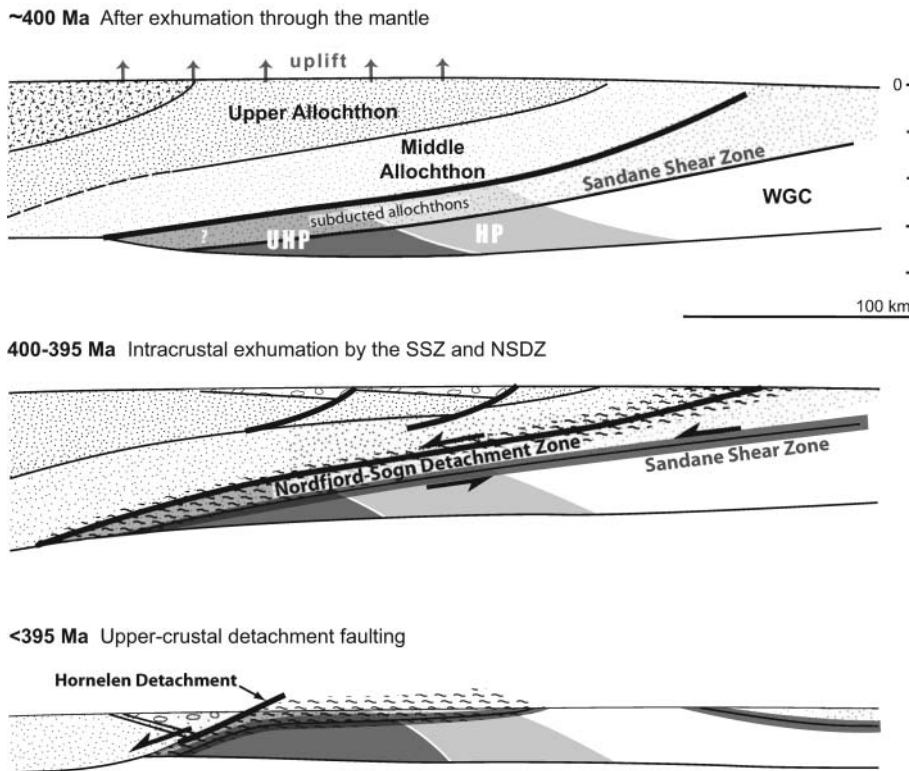 ~400 Ma After exhumation through the mantle
uplift
0
Upper Allochthon
Middle
Allochthon
Sandane Shear Zone
WGC
subducted allochthons
?
UHP
HP
100 km
400-395 Ma Intracrustal exhumation by the SSZ and NSDZ
Nordfjord-Sogn Detachment Zone
Sandane Shear Zone
<395 Ma Upper-crustal detachment faulting
Hornelen Detachment